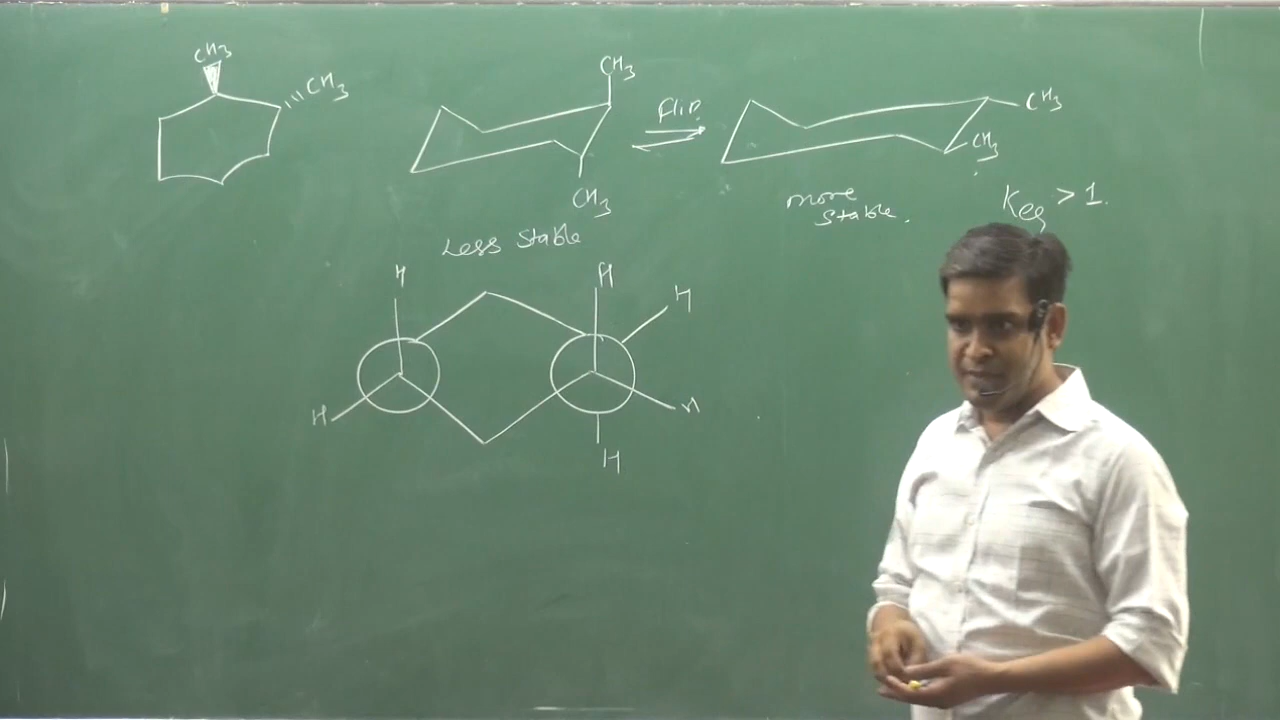 CH3
CH3
CH3
CH3
Flip.
CH3
CH3
Less stable
more
stable.
Keq > 1.
H
H
H
H
H
H